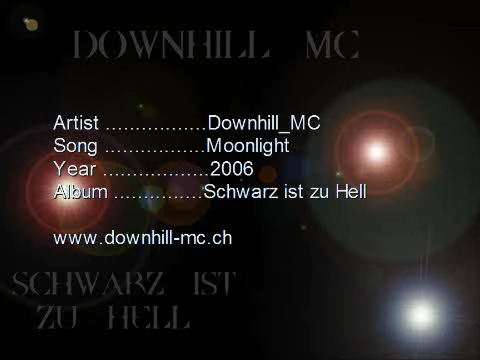 DOWNHILL MC
Artist .................Downhill_MC
Song .................Moonlight
Year ..................2006
Album ...............Schwarz ist zu Hell
www.downhill-mc.ch
SCHWARZ IST
ZU HELL